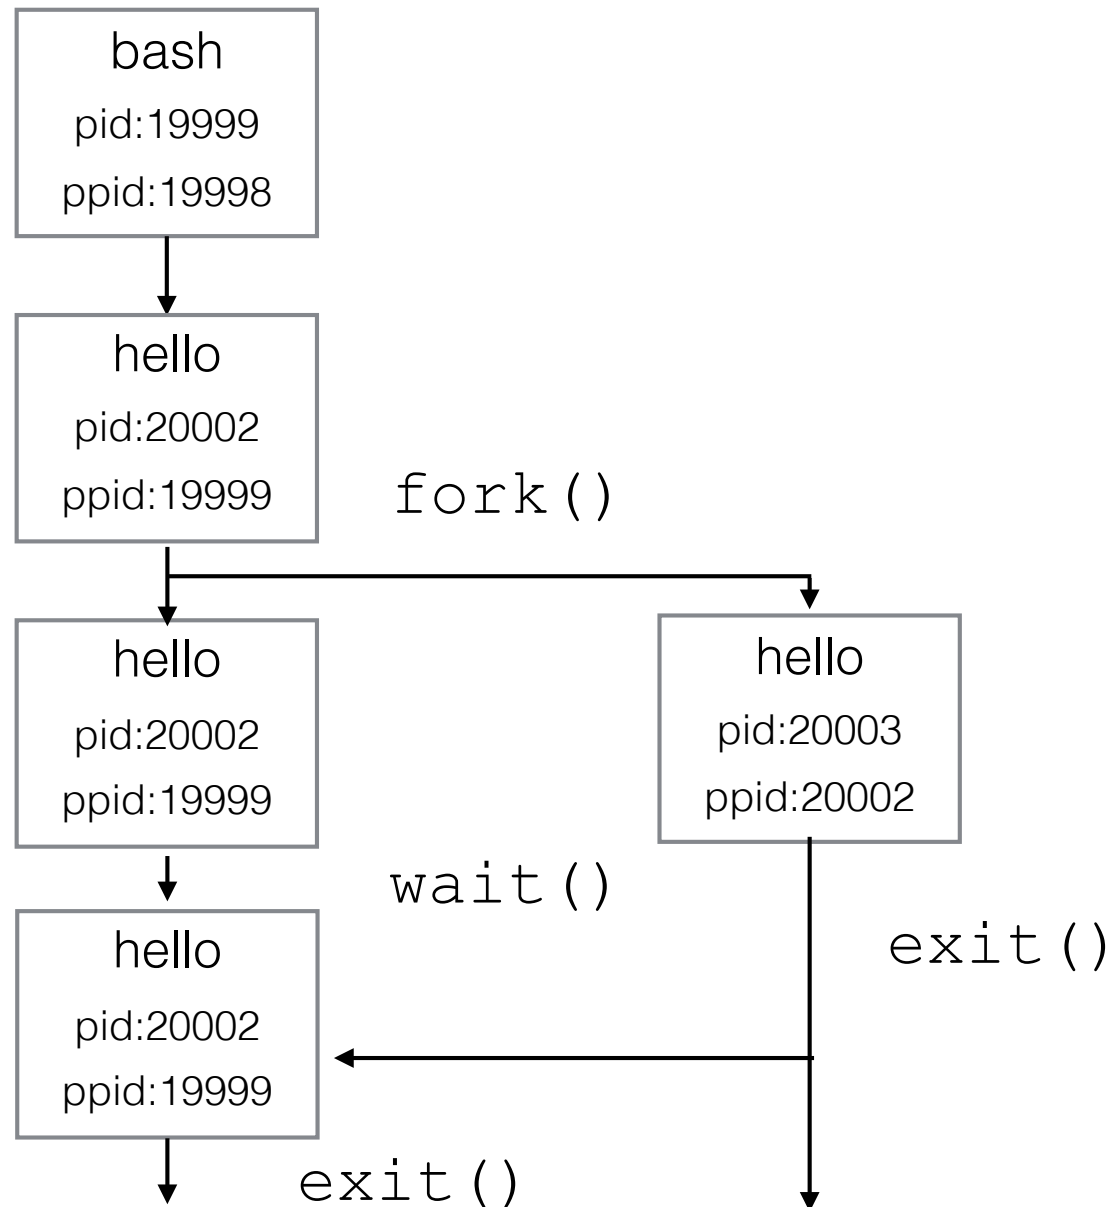 bash
pid:19999
ppid:19998
hello
pid:20002
ppid:19999
fork()
hello
pid:20002
ppid:19999
hello
pid:20003
ppid:20002
wait()
exit()
hello
pid:20002
ppid:19999
exit()